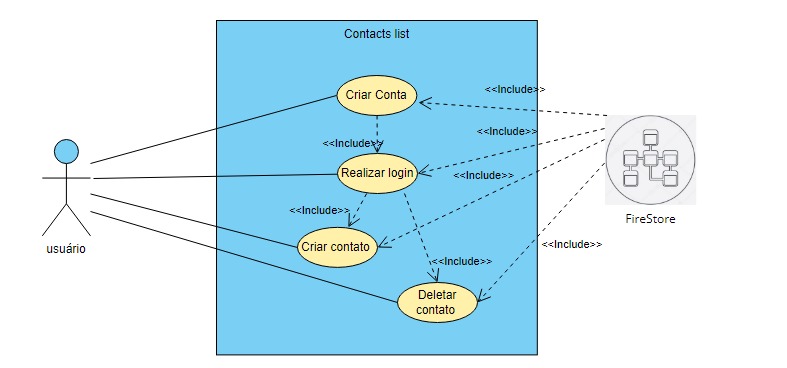 Contacts list
Criar Conta
<<Include>>
<<Include>>
<<Include>>
Realizar login
<<Include>>
<<Include>>
FireStore
usuário
Criar contato
<<Include>>
<<Include>>
Deletar
contato